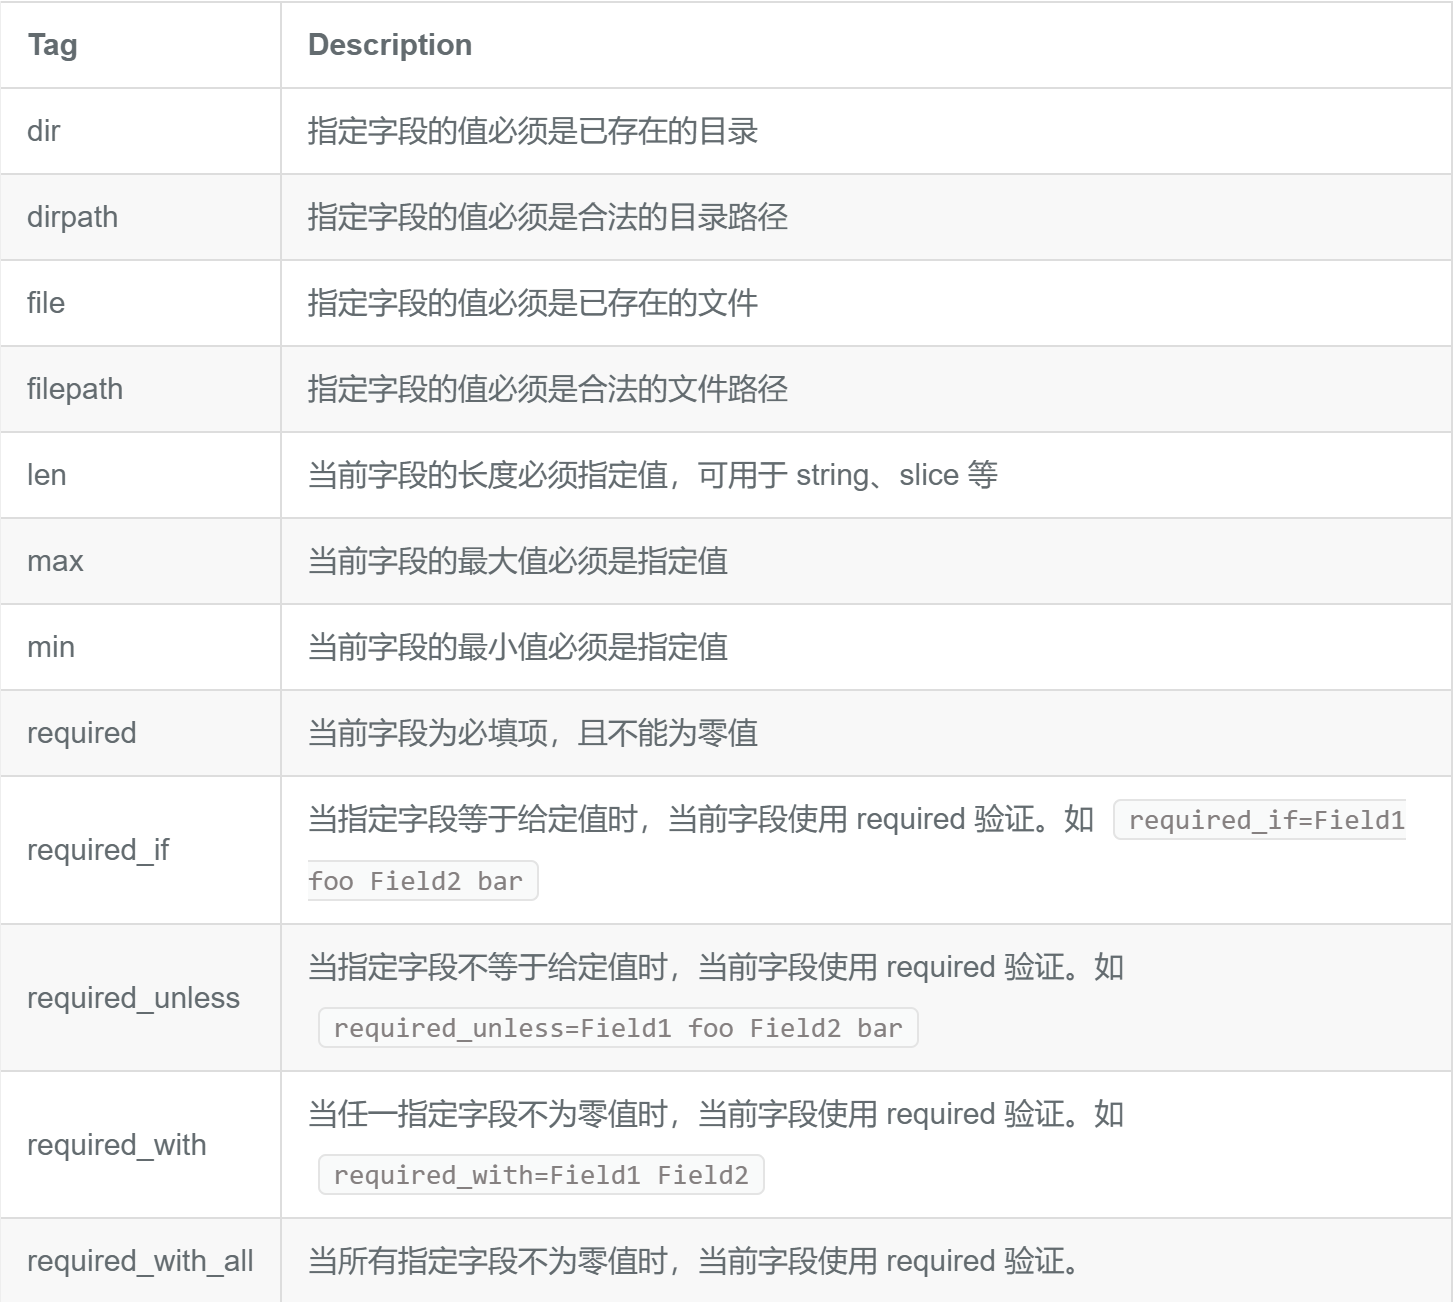 Tag Description
dir 指定字段的值必须是已存在的目录
dirpath 指定字段的值必须是合法的目录路径
file 指定字段的值必须是已存在的文件
filepath 指定字段的值必须是合法的文件路径
len 当前字段的长度必须指定值，可用于 string、slice 等
max 当前字段的最大值必须是指定值
min 当前字段的最小值必须是指定值
required 当前字段为必填项，且不能为零值
required_if 当指定字段等于给定值时，当前字段使用 required 验证。如 required_if=Field1
foo Field2 bar
required_unless 当指定字段不等于给定值时，当前字段使用 required 验证。如
required_unless=Field1 foo Field2 bar
required_with 当任一指定字段不为零值时，当前字段使用 required 验证。如
required_with=Field1 Field2
required_with_all 当所有指定字段不为零值时，当前字段使用 required 验证。